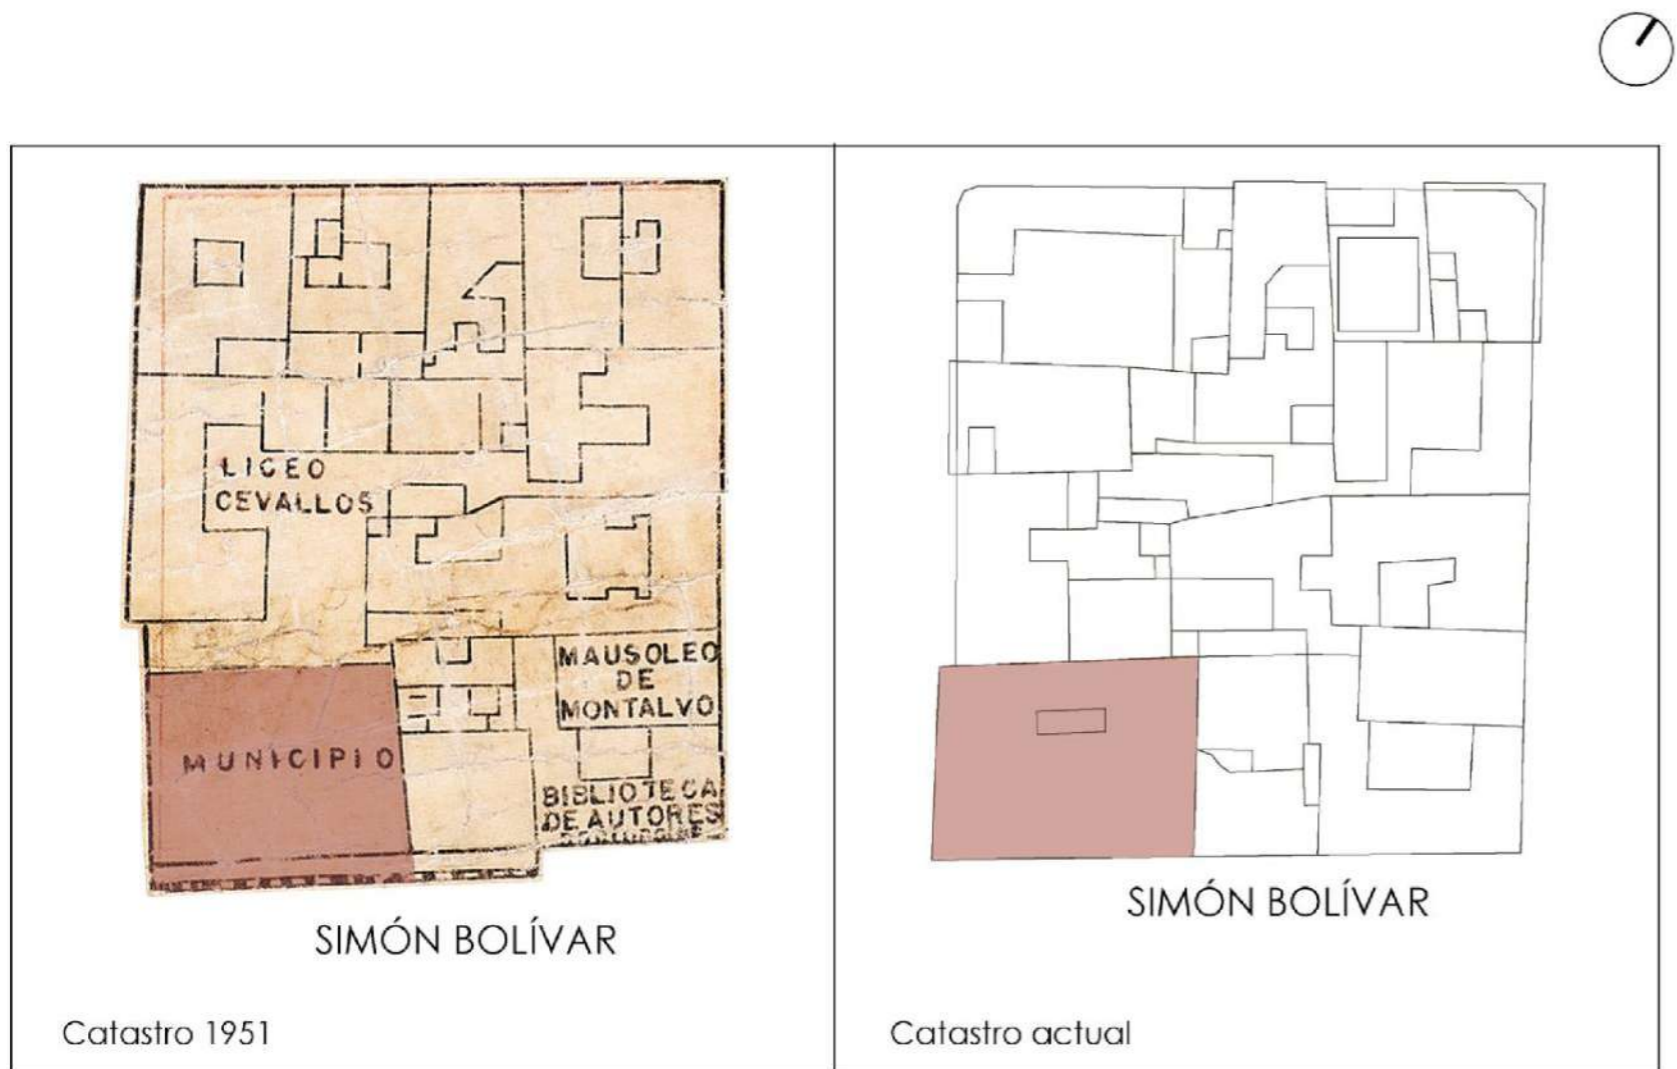 LICEO
CEVALLOS
MAUSOLEO
DE
MONTALVO
MUNICIPIO
BIBLIOTECA
DE AUTORES
SIMÓN BOLÍVAR
Catastro 1951
SIMÓN BOLÍVAR
Catastro actual